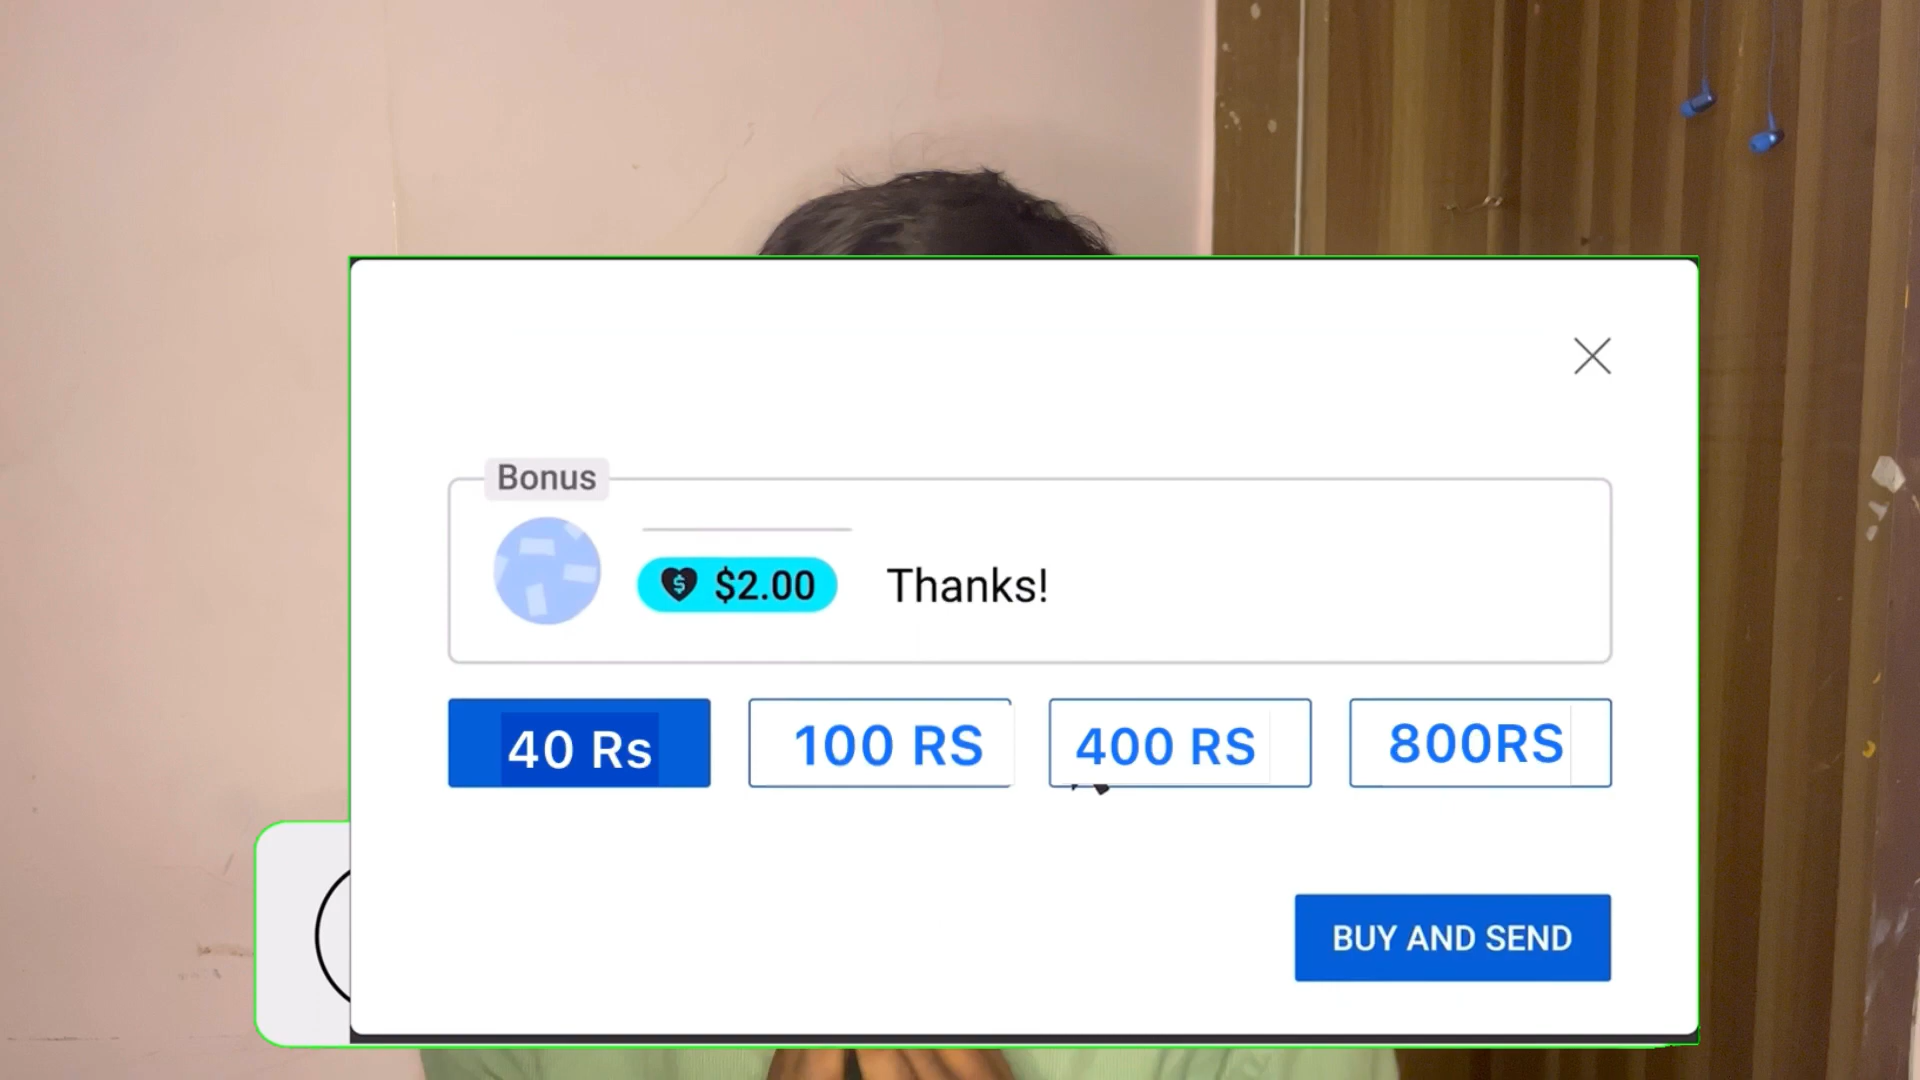 Bonus
$2.00 Thanks!
40 Rs 100 RS 400 RS 800RS
BUY AND SEND